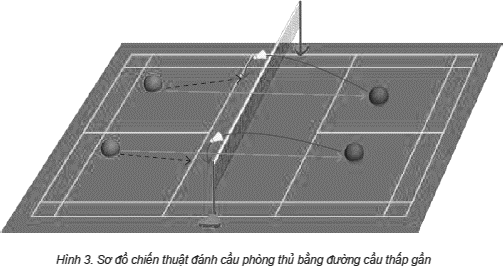 Hình 3. Sơ đồ chiến thuật đánh cầu phòng thủ bằng đường cầu thấp gần